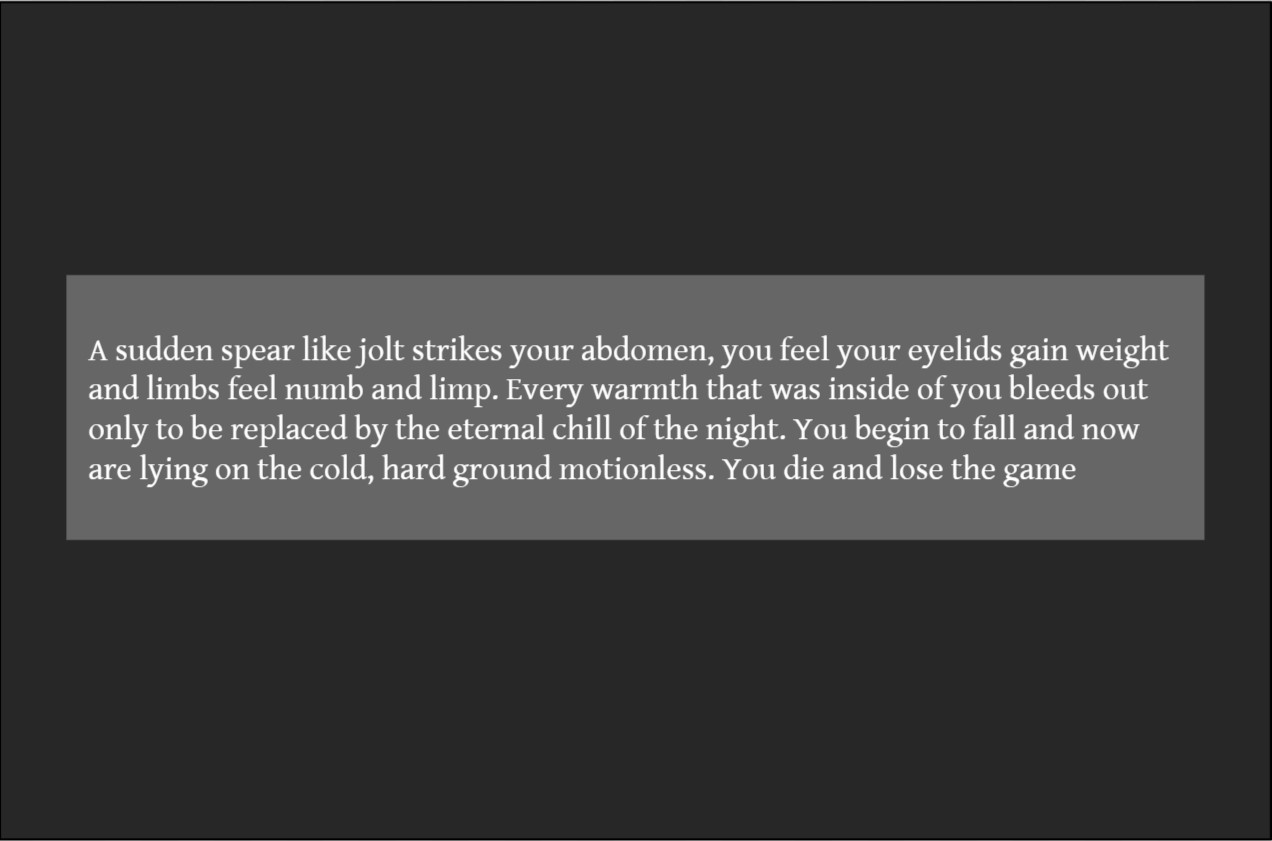 A sudden spear like jolt strikes your abdomen, you feel your eyelids gain weight
and limbs feel numb and limp. Every warmth that was inside of you bleeds out
only to be replaced by the eternal chill of the night. You begin to fall and now
are lying on the cold, hard ground motionless. You die and lose the game